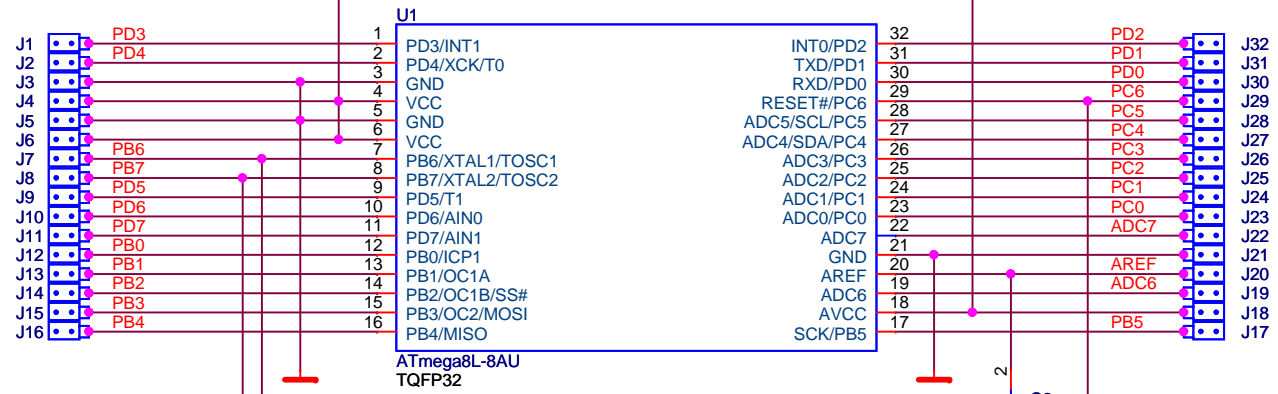 U1
J1 PD3 1 PD3/INT1 INT0/PD2 32 PD2 J32
J2 PD4 2 PD4/XCK/T0 TXD/PD1 31 PD1 J31
J3 3 GND RXD/PD0 30 PD0 J30
J4 4 VCC RESET#/PC6 29 PC6 J29
J5 5 GND ADC5/SCL/PC5 28 PC5 J28
J6 6 VCC ADC4/SDA/PC4 27 PC4 J27
J7 PB6 7 PB6/XTAL1/TOSC1 ADC3/PC3 26 PC3 J26
J8 PB7 8 PB7/XTAL2/TOSC2 ADC2/PC2 25 PC2 J25
J9 PD5 9 PD5/T1 ADC1/PC1 24 PC1 J24
J10 PD6 10 PD6/AIN0 ADC0/PC0 23 PC0 J23
J11 PD7 11 PD7/AIN1 ADC7 22 ADC7 J22
J12 PB0 12 PB0/ICP1 GND 21 J21
J13 PB1 13 PB1/OC1A AREF 20 AREF J20
J14 PB2 14 PB2/OC1B/SS# ADC6 19 ADC6 J19
J15 PB3 15 PB3/OC2/MOSI AVCC 18 J18
J16 PB4 16 PB4/MISO SCK/PB5 17 PB5 J17
ATmega8L-8AU
TQFP32
2